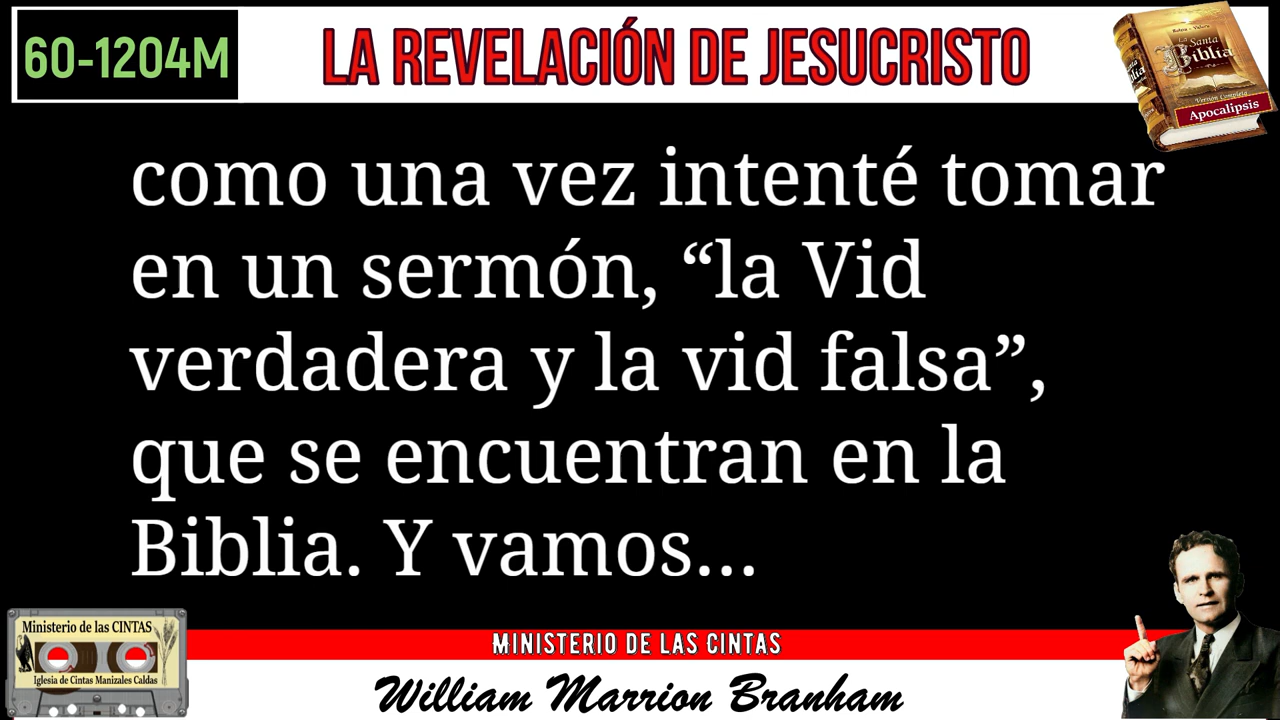 60-1204M
LA REVELACIÓN DE JESUCRISTO
La Santa
Biblia
Apocalipsis
como una vez intenté tomar
en un sermón, “la Vid
verdadera y la vid falsa”,
que se encuentran en la
Biblia. Y vamos...
Ministerio de las CINTAS
Iglesia de Cintas Manizales Caldas
MINISTERIO DE LAS CINTAS
William Marrion Branham